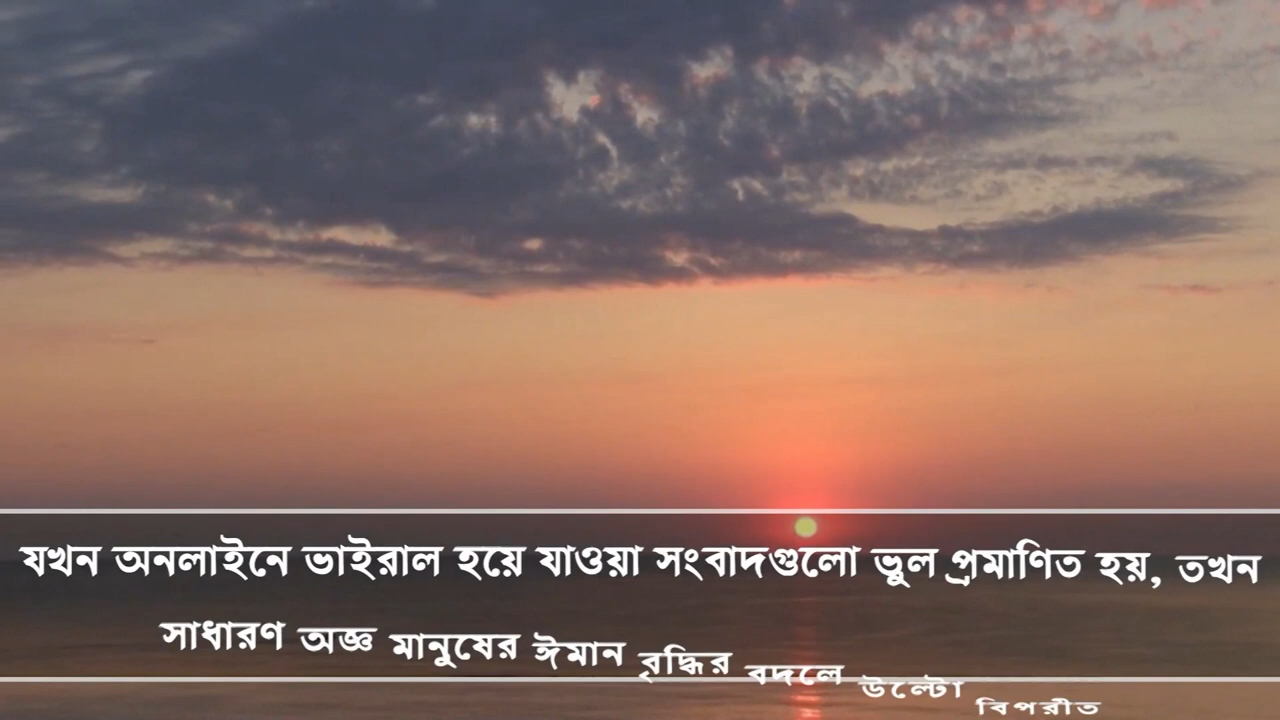 যখন অনলাইনে ভাইরাল হয়ে যাওয়া সংবাদগুলো ভুল প্রমাণিত হয়, তখন
সাধারণ অজ্ঞ মানুষের ঈমান বৃদ্ধির বদলে উল্টো বিপরীত